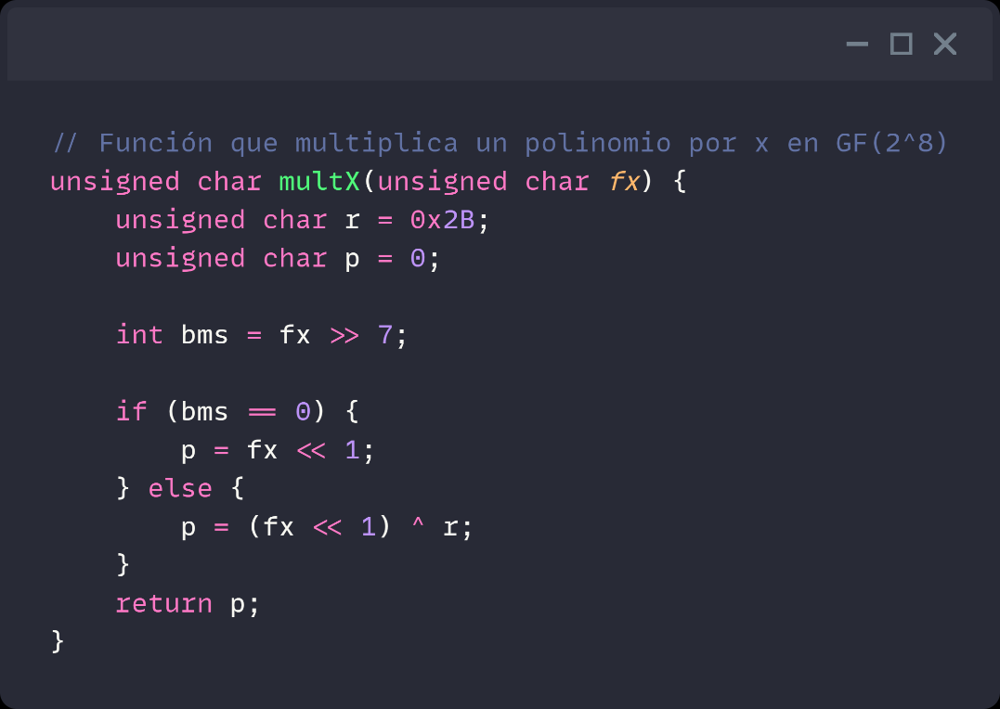 // Función que multiplica un polinomio por x en GF(2^8)
unsigned char multX(unsigned char fx) {
    unsigned char r = 0x2B;
    unsigned char p = 0;

    int bms = fx >> 7;

    if (bms == 0) {
        p = fx << 1;
    } else {
        p = (fx << 1) ^ r;
    }
    return p;
}